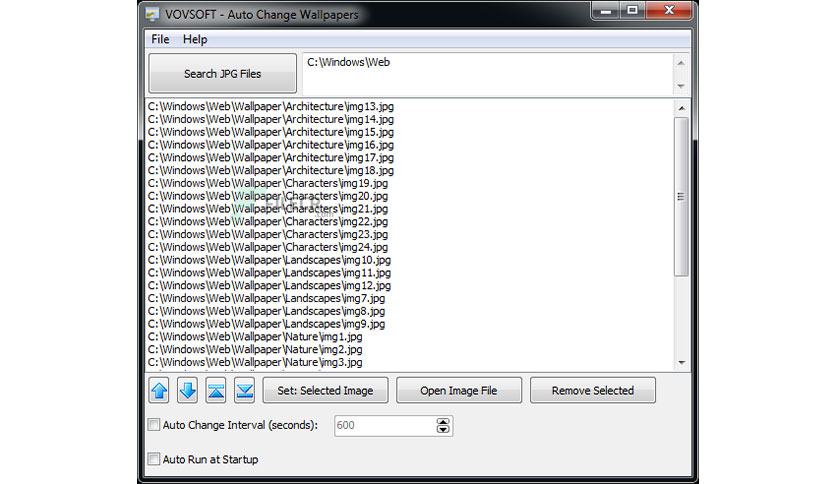 VOVSOFT - Auto Change Wallpapers
File Help
Search JPG Files
C:\Windows\Web
C:\Windows\Web\Wallpaper\Architecture\img13.jpg
C:\Windows\Web\Wallpaper\Architecture\img14.jpg
C:\Windows\Web\Wallpaper\Architecture\img15.jpg
C:\Windows\Web\Wallpaper\Architecture\img16.jpg
C:\Windows\Web\Wallpaper\Architecture\img17.jpg
C:\Windows\Web\Wallpaper\Architecture\img18.jpg
C:\Windows\Web\Wallpaper\Characters\img19.jpg
C:\Windows\Web\Wallpaper\Characters\img20.jpg
C:\Windows\Web\Wallpaper\Characters\img21.jpg
C:\Windows\Web\Wallpaper\Characters\img22.jpg
C:\Windows\Web\Wallpaper\Characters\img23.jpg
C:\Windows\Web\Wallpaper\Characters\img24.jpg
C:\Windows\Web\Wallpaper\Landscapes\img10.jpg
C:\Windows\Web\Wallpaper\Landscapes\img11.jpg
C:\Windows\Web\Wallpaper\Landscapes\img12.jpg
C:\Windows\Web\Wallpaper\Landscapes\img7.jpg
C:\Windows\Web\Wallpaper\Landscapes\img8.jpg
C:\Windows\Web\Wallpaper\Landscapes\img9.jpg
C:\Windows\Web\Wallpaper\Nature\img1.jpg
C:\Windows\Web\Wallpaper\Nature\img2.jpg
C:\Windows\Web\Wallpaper\Nature\img3.jpg
Set: Selected Image Open Image File Remove Selected
Auto Change Interval (seconds): 600
Auto Run at Startup